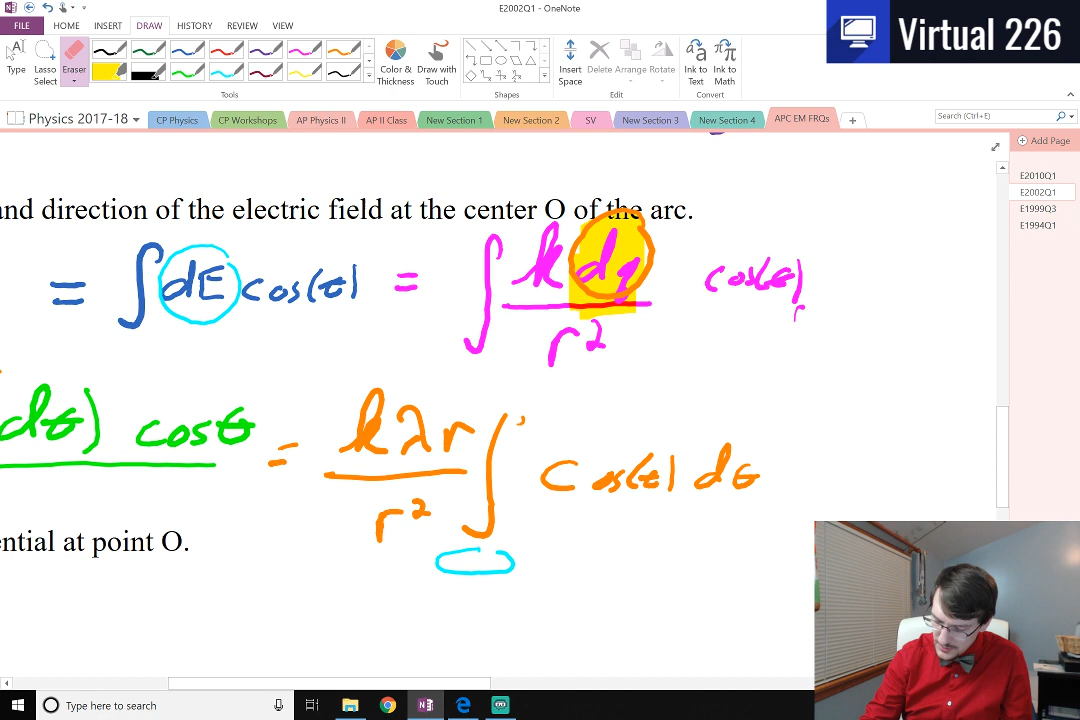 E2002Q1 - OneNote
Virtual 226
FILE HOME INSERT DRAW HISTORY REVIEW VIEW
Type Lasso Select Eraser Color & Thickness Draw with Touch Insert Space Delete Arrange Rotate Ink to Text Ink to Math
Tools Shapes Edit Convert
Physics 2017-18 CP Physics CP Workshops AP Physics II AP II Class New Section 1 New Section 2 SV New Section 3 New Section 4 APC EM FRQs Search (Ctrl+E)
Add Page
E2010Q1
E2002Q1
E1999Q3
E1994Q1
and direction of the electric field at the center O of the arc.
= ∫ dE cos(θ) = ∫ k dq / r² cos(θ)
dθ) cosθ = kλr / r² ∫ cos(θ) dθ
ential at point O.
Type here to search